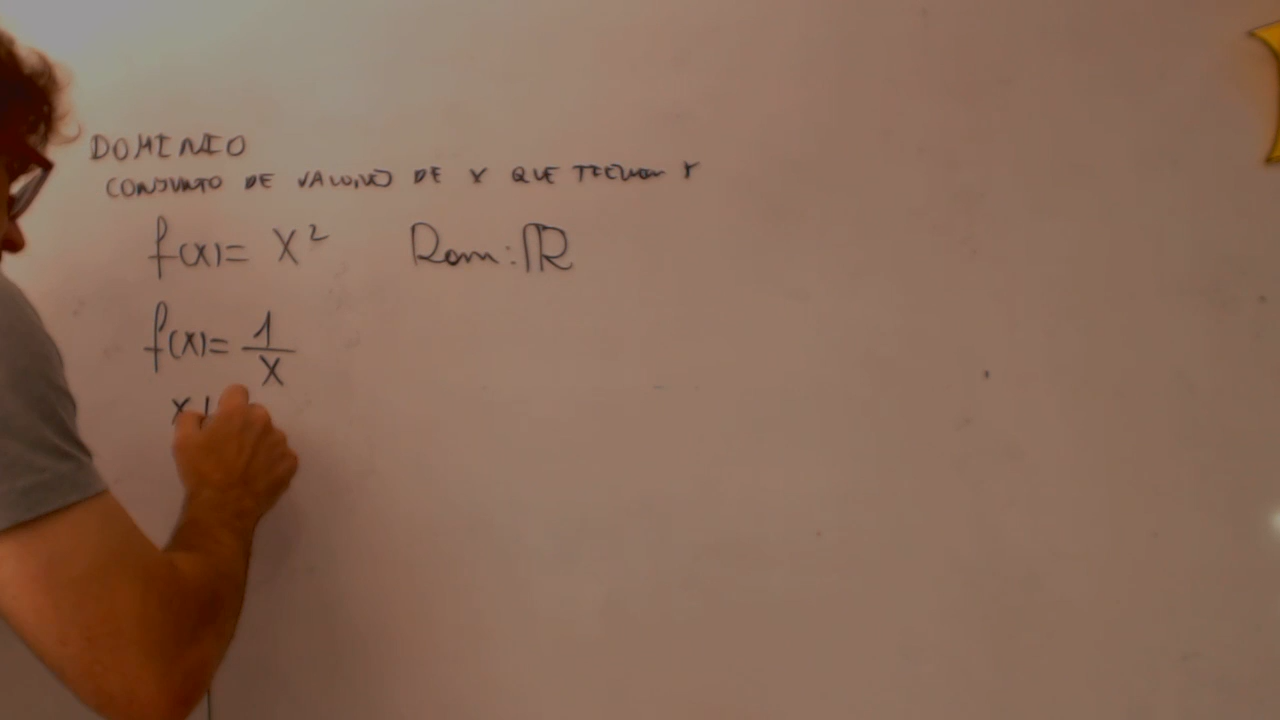 DOMINIO
CONJUNTO DE VALORES DE X QUE TIENEN Y
f(x)= X² Dom: ℝ
f(x)= 1/X
X